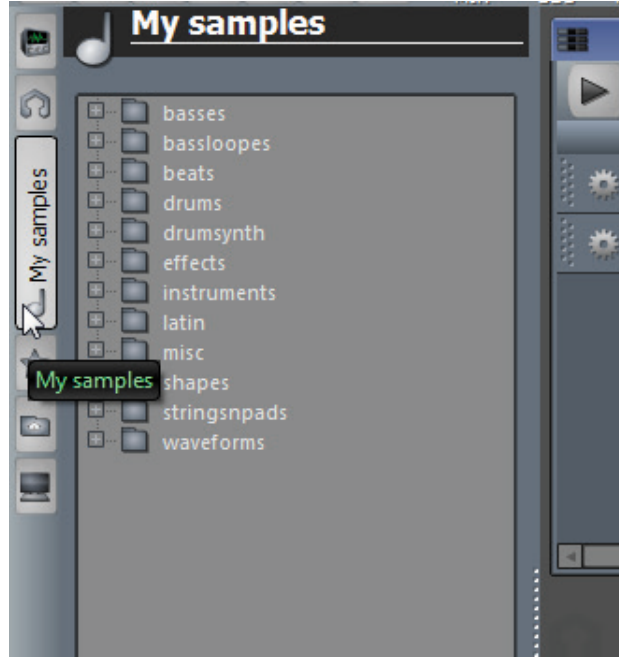 My samples
My samples
basses
bassloopes
beats
drums
drumsynth
effects
instruments
latin
misc
My samples
shapes
stringsnpads
waveforms